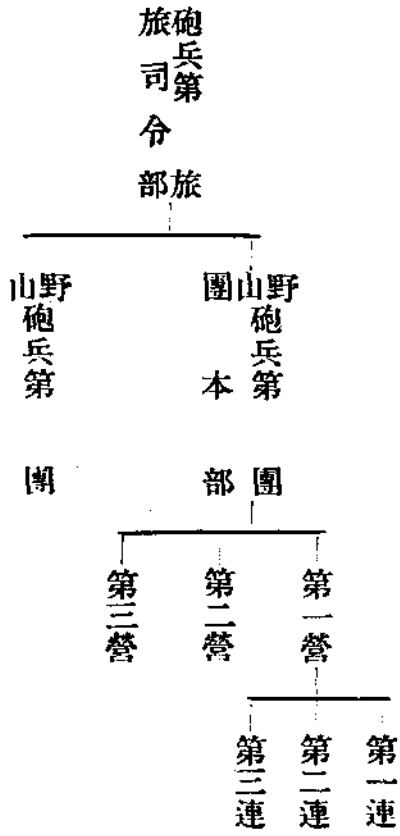 砲兵第　旅
旅司令部
野山砲兵第　團
團本部
野山砲兵第　團
第一營
第二營
第三營
第一連
第二連
第三連